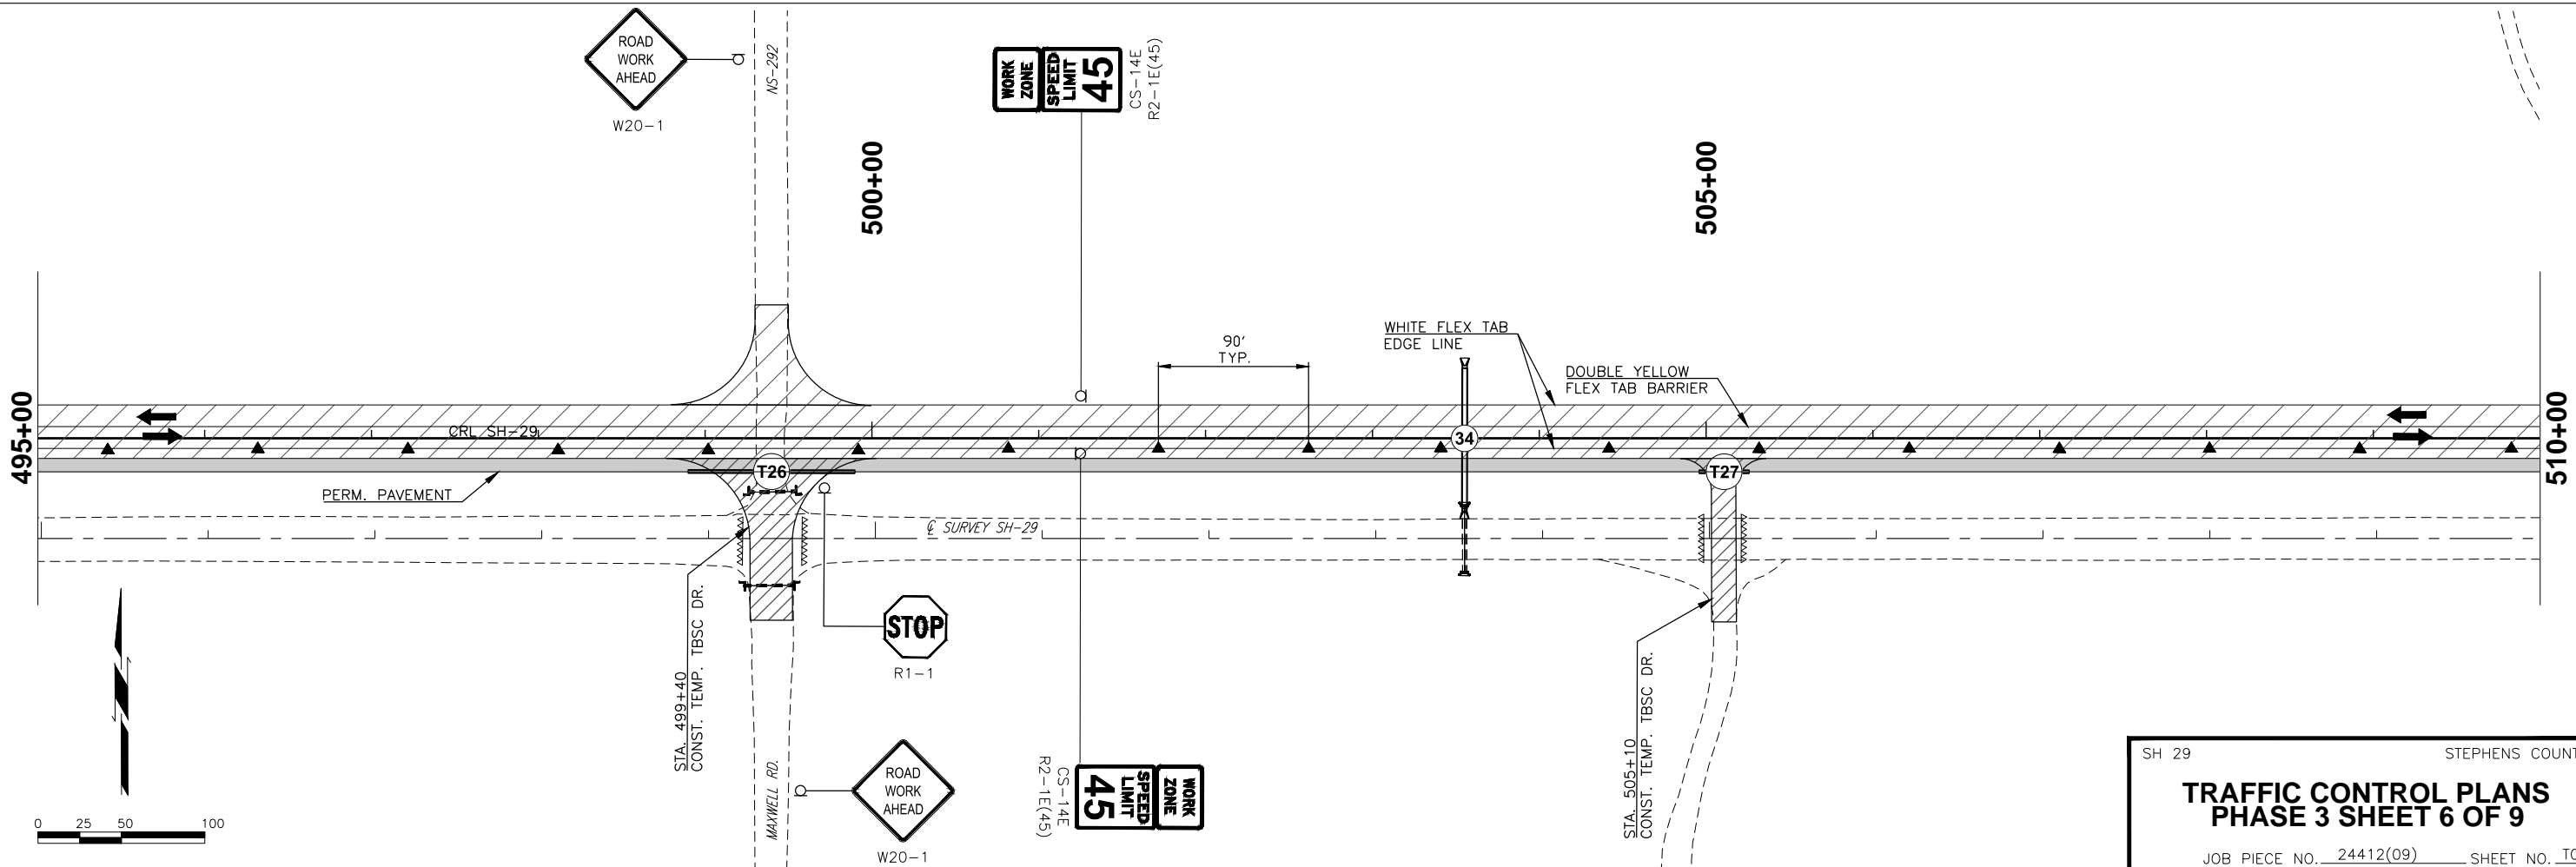 ROAD
WORK
AHEAD
W20-1
NS-292
WORK
ZONE
SPEED
LIMIT
45
CS-14E
R2-1E(45)
500+00
505+00
495+00
510+00
CRL SH-29
90'
TYP.
WHITE FLEX TAB
EDGE LINE
DOUBLE YELLOW
FLEX TAB BARRIER
34
T26
T27
PERM. PAVEMENT
℄ SURVEY SH-29
STA. 499+40
CONST. TEMP. TBSC DR.
STOP
R1-1
MAXWELL RD.
ROAD
WORK
AHEAD
W20-1
WORK
ZONE
SPEED
LIMIT
45
CS-14E
R2-1E(45)
STA. 505+10
CONST. TEMP. TBSC DR.
0 25 50 100
SH 29 STEPHENS COUNT
TRAFFIC CONTROL PLANS
PHASE 3 SHEET 6 OF 9
JOB PIECE NO. 24412(09) SHEET NO.